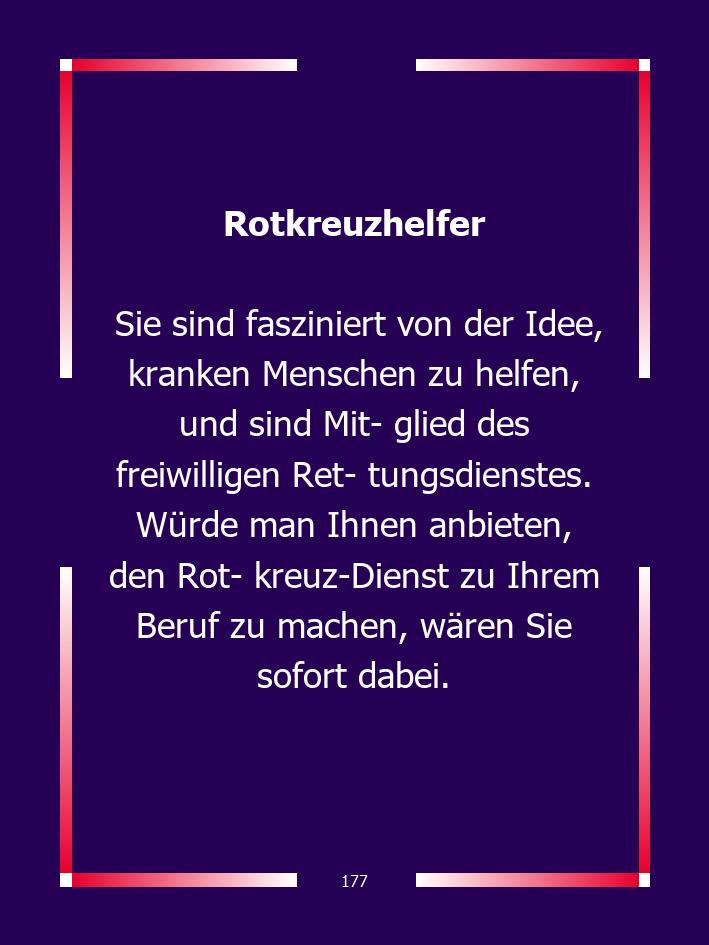 Rotkreuzhelfer
Sie sind fasziniert von der Idee,
kranken Menschen zu helfen,
und sind Mit- glied des
freiwilligen Ret- tungsdienstes.
Würde man Ihnen anbieten,
den Rot- kreuz-Dienst zu Ihrem
Beruf zu machen, wären Sie
sofort dabei.
177